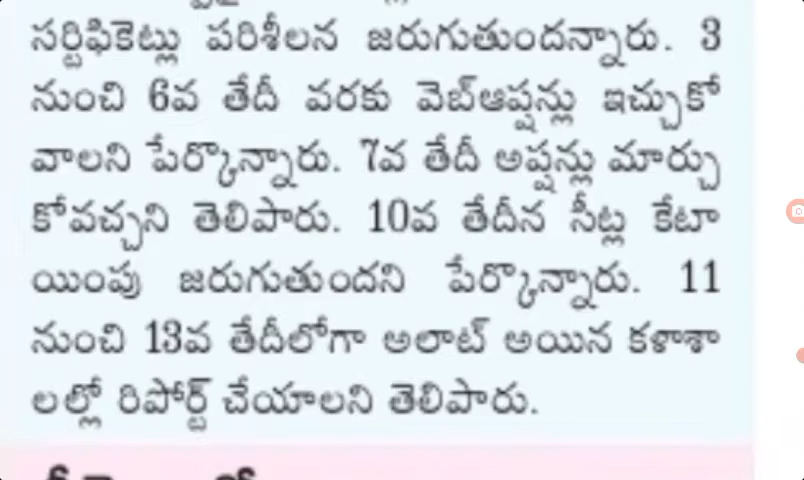 సర్టిఫికెట్లు పరిశీలన జరుగుతుందన్నారు. 3
నుంచి 6వ తేదీ వరకు వెబ్ఆప్షన్లు ఇచ్చుకో
వాలని పేర్కొన్నారు. 7వ తేదీ అప్షన్లు మార్చు
కోవచ్చని తెలిపారు. 10వ తేదీన సీట్ల కేటా
యింపు జరుగుతుందని పేర్కొన్నారు. 11
నుంచి 13వ తేదీలోగా అలాట్ అయిన కళాశా
లల్లో రిపోర్ట్ చేయాలని తెలిపారు.